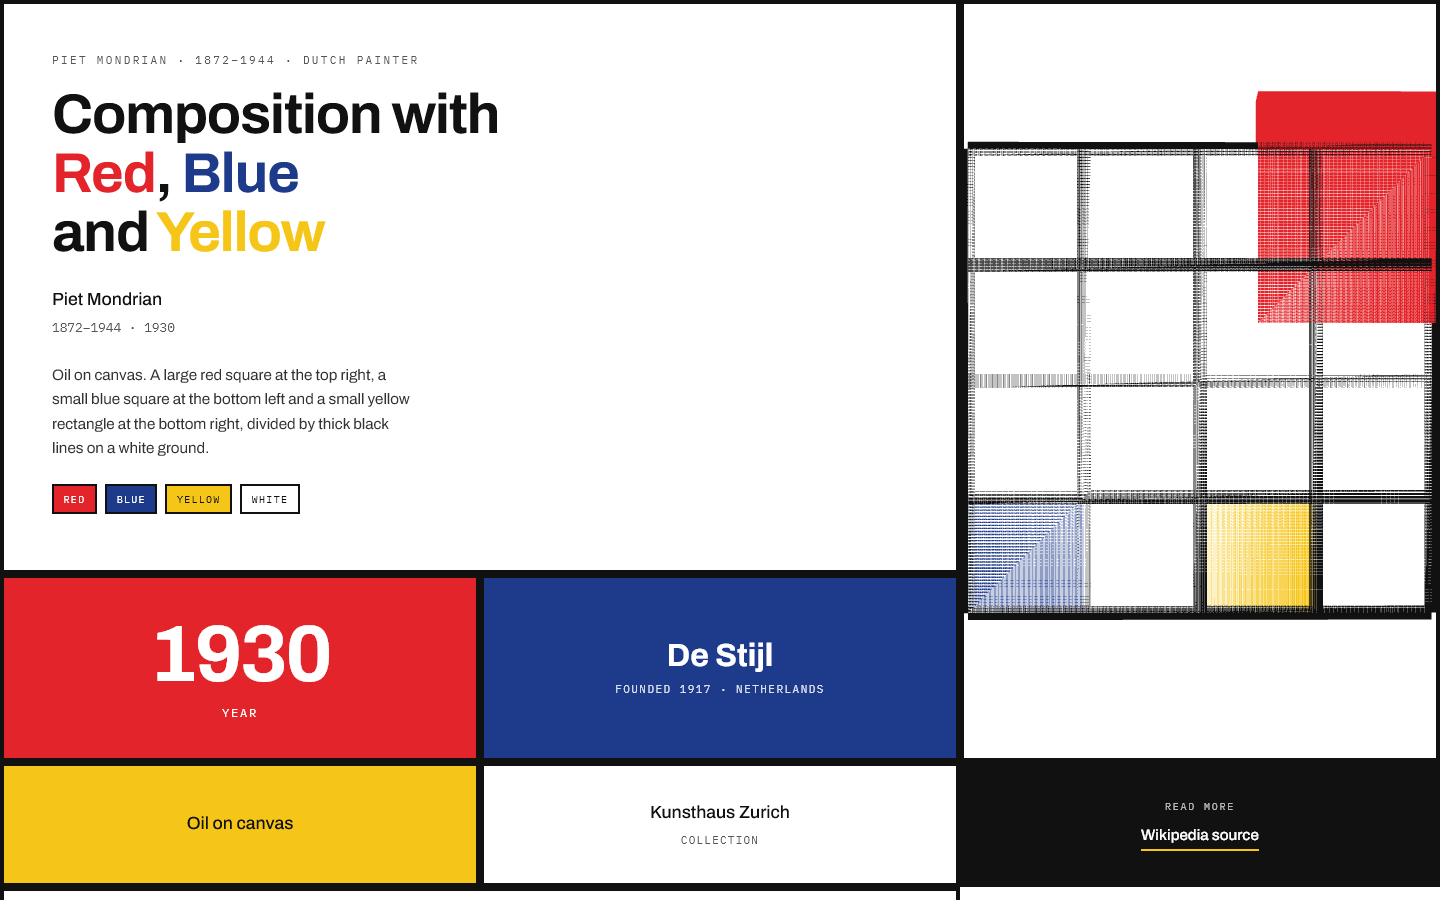 PIET MONDRIAN · 1872–1944 · DUTCH PAINTER
Composition with
Red, Blue
and Yellow
Piet Mondrian
1872–1944 · 1930
Oil on canvas. A large red square at the top right, a
small blue square at the bottom left and a small yellow
rectangle at the bottom right, divided by thick black
lines on a white ground.
RED
BLUE
YELLOW
WHITE
1930
YEAR
De Stijl
FOUNDED 1917 · NETHERLANDS
Oil on canvas
Kunsthaus Zurich
COLLECTION
READ MORE
Wikipedia source